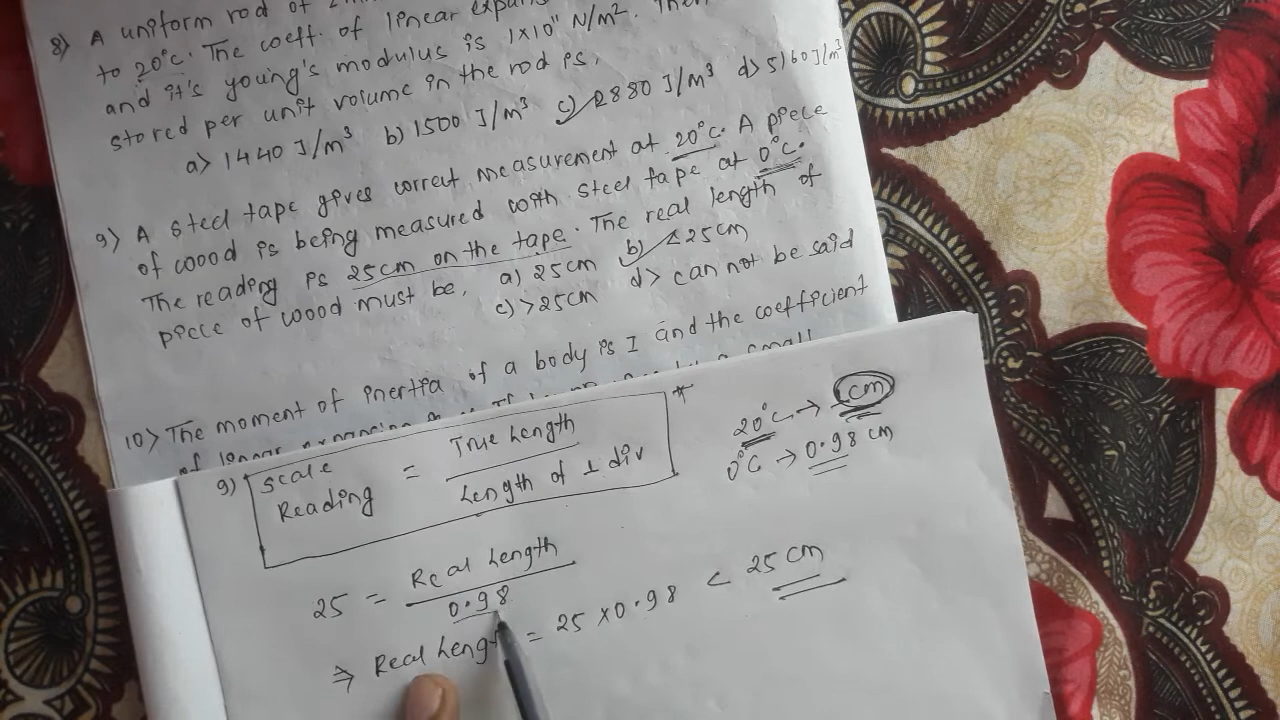 8) A uniform rod of
to 20°C. The coeff. of linear
and it's young's modulus is 1×10¹¹ N/m². Then
stored per unit volume in the rod is,
a> 1440 J/m³ b) 1500 J/m³ c) 2880 J/m³ d> 5160 J/m³
9) A steel tape gives correct measurement at 20°C. A piece
of wood is being measured with steel tape at 0°C.
The reading is 25cm on the tape. The real length of
piece of wood must be, a) 25cm b) <25cm
c) >25cm d> can not be said
10) The moment of inertia of a body is I and the coefficient
of small
9) Scale Reading = True Length / Length of 1 div *
20°C → cm
0°C → 0.98 cm
25 = Real Length / 0.98
⇒ Real Length = 25 × 0.98 < 25 cm